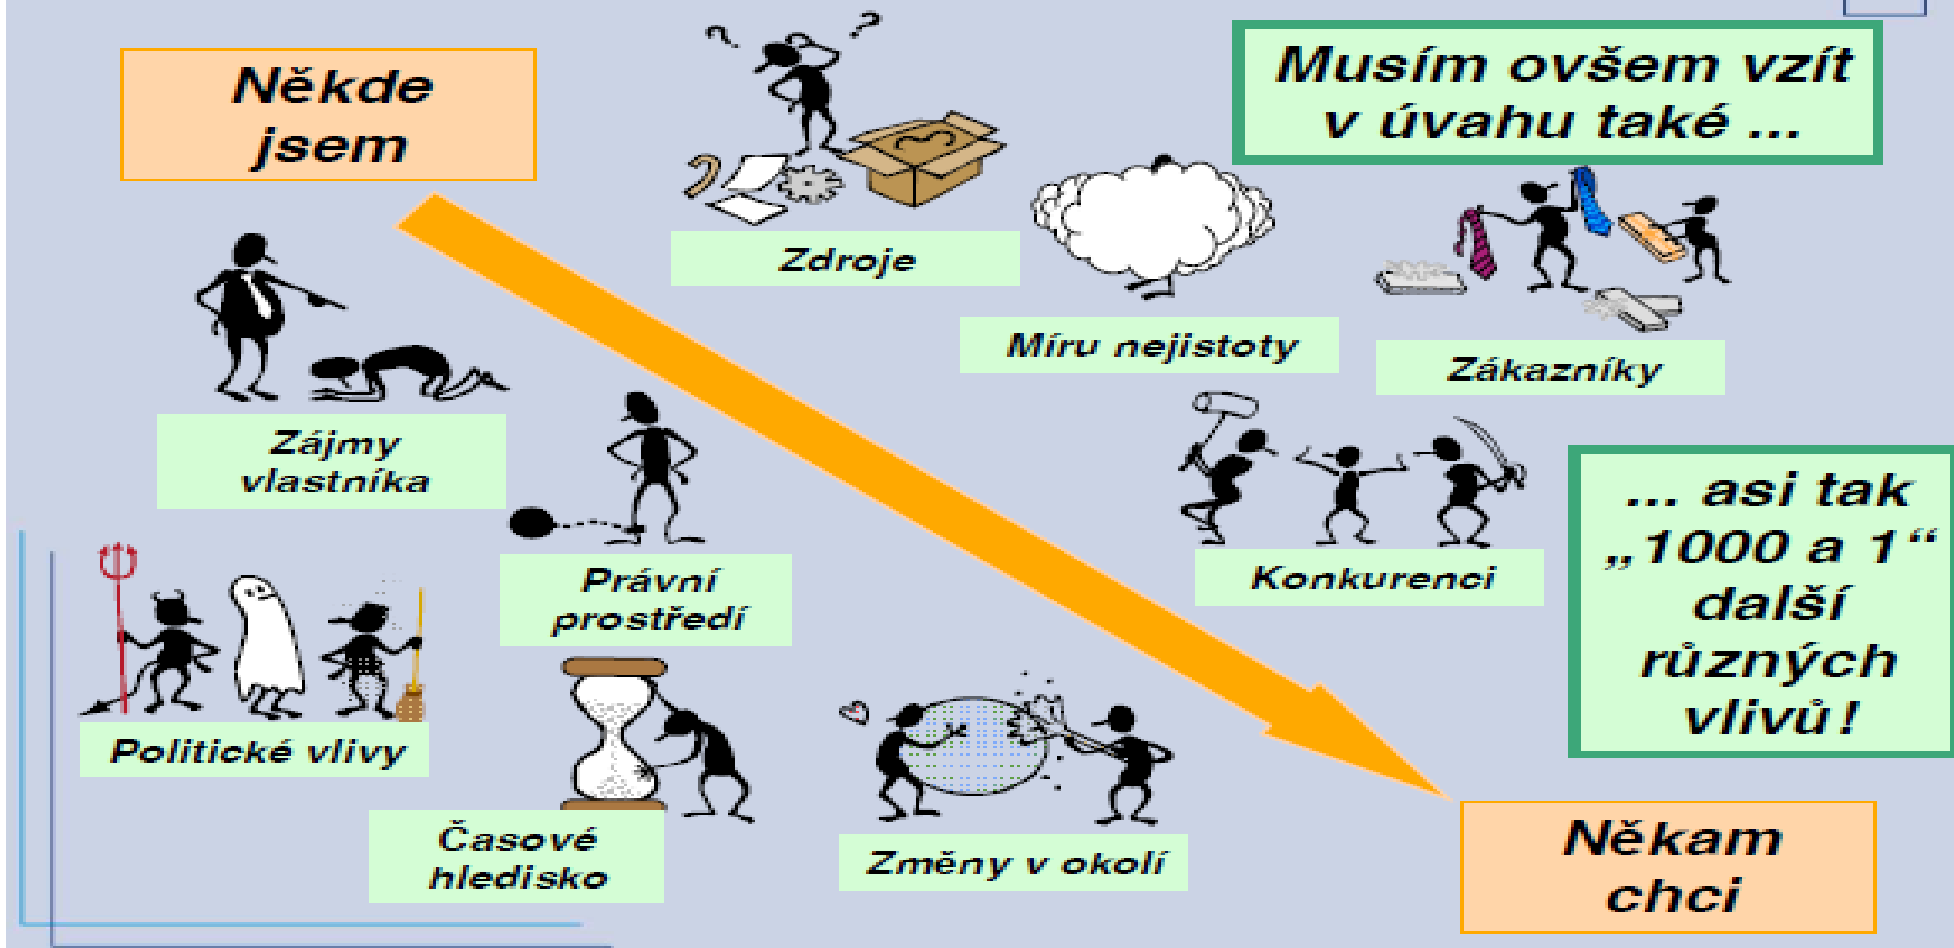 Někde
jsem
Musím ovšem vzít
v úvahu také ...
? ?
Zdroje
Míru nejistoty
Zákazníky
Zájmy
vlastníka
Právní
prostředí
Konkurenci
... asi tak
„1000 a 1“
další
různých
vlivů!
Politické vlivy
Časové
hledisko
Změny v okolí
Někam
chci